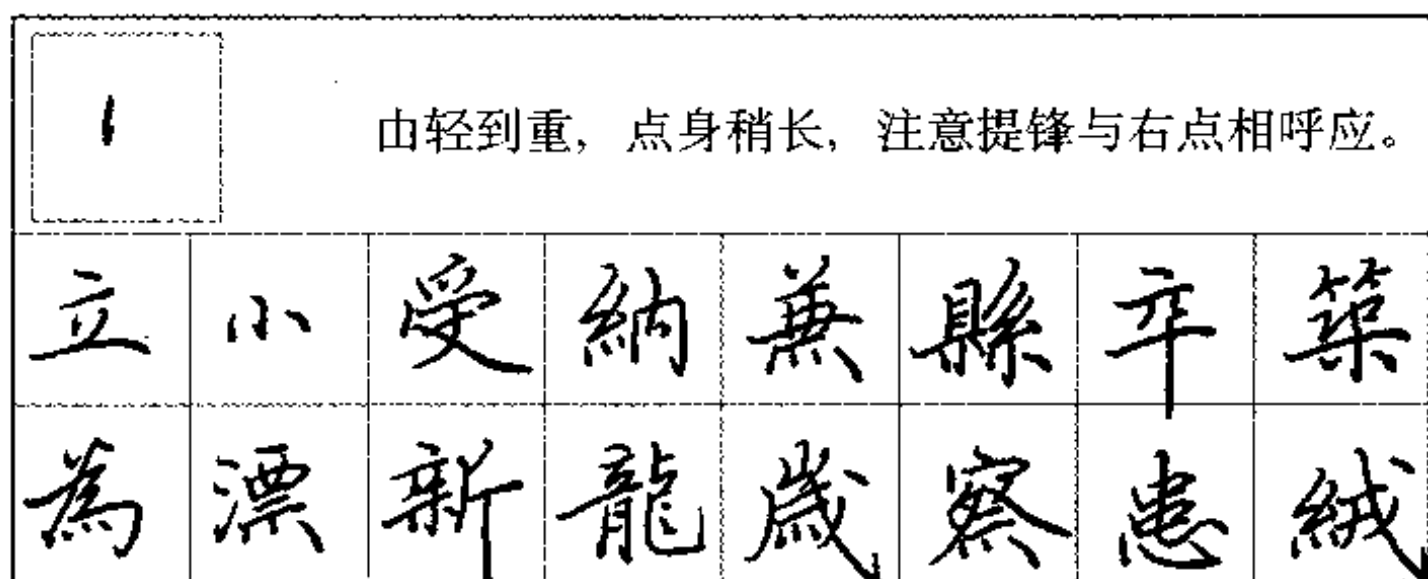 由轻到重，点身稍长，注意提锋与右点相呼应。
立小受納兼縣卒築
為漂新龍歲察患絨